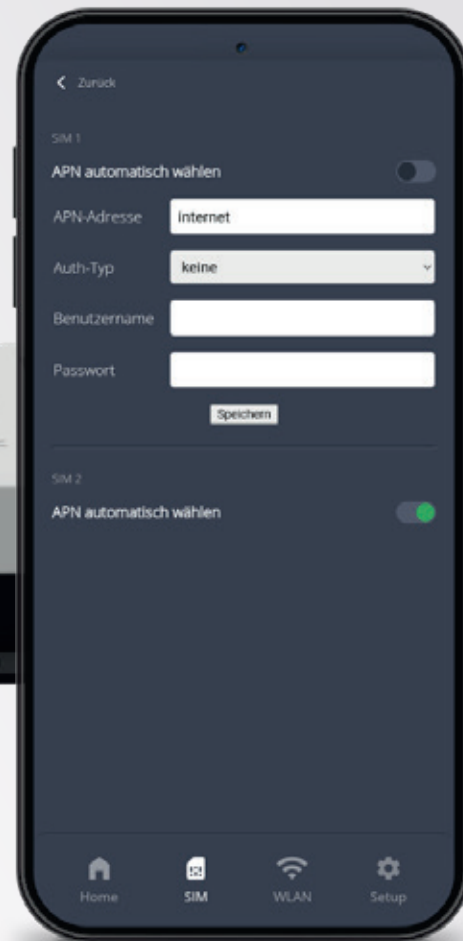 Zurück
SIM 1
APN automatisch wählen
APN-Adresse internet
Auth-Typ keine
Benutzername
Passwort
Speichern
SIM 2
APN automatisch wählen
Home SIM WLAN Setup